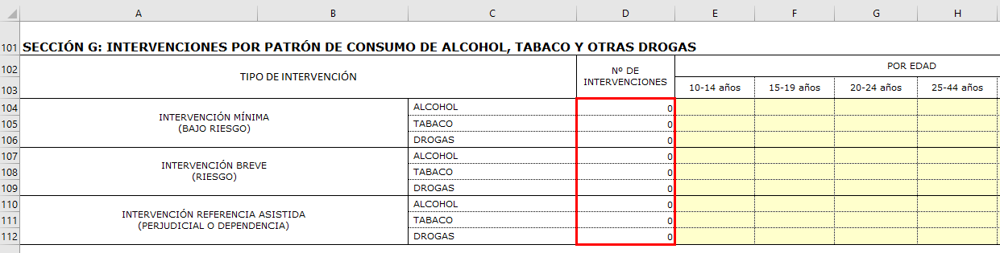 A B C D E F G H
101 SECCIÓN G: INTERVENCIONES POR PATRÓN DE CONSUMO DE ALCOHOL, TABACO Y OTRAS DROGAS
102 TIPO DE INTERVENCIÓN Nº DE INTERVENCIONES POR EDAD
103 10-14 años 15-19 años 20-24 años 25-44 años
INTERVENCIÓN MÍNIMA
(BAJO RIESGO)
104 ALCOHOL 0
105 TABACO 0
106 DROGAS 0
INTERVENCIÓN BREVE
(RIESGO)
107 ALCOHOL 0
108 TABACO 0
109 DROGAS 0
INTERVENCIÓN REFERENCIA ASISTIDA
(PERJUDICIAL O DEPENDENCIA)
110 ALCOHOL 0
111 TABACO 0
112 DROGAS 0